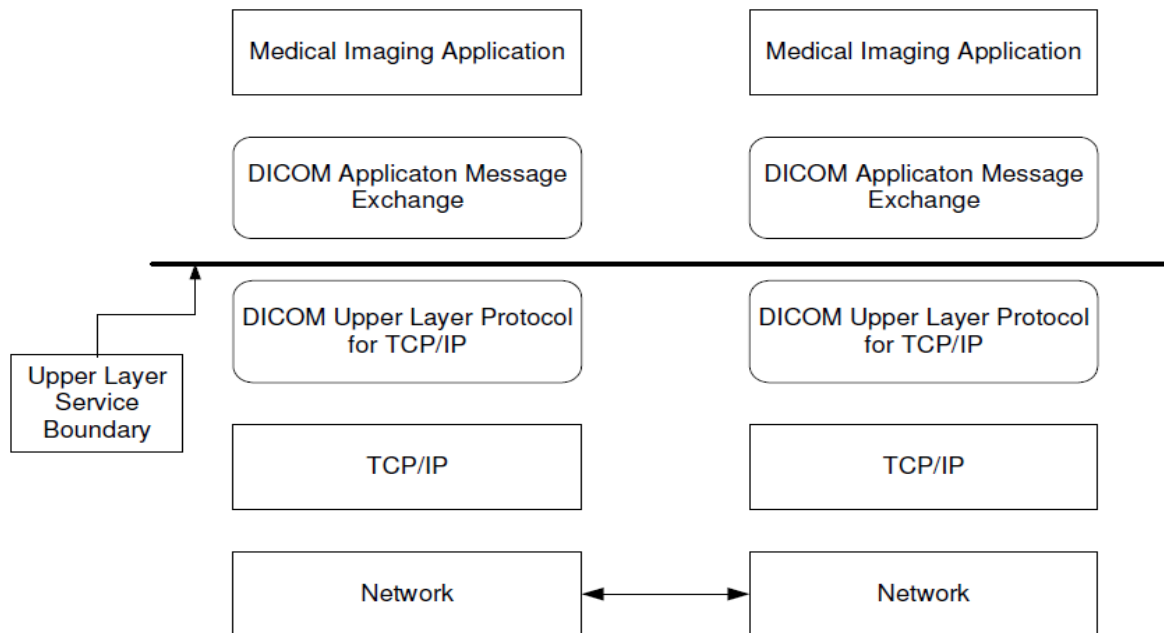 Medical Imaging Application
Medical Imaging Application
DICOM Applicaton Message
Exchange
DICOM Applicaton Message
Exchange
DICOM Upper Layer Protocol
for TCP/IP
DICOM Upper Layer Protocol
for TCP/IP
Upper Layer
Service
Boundary
TCP/IP
TCP/IP
Network
Network